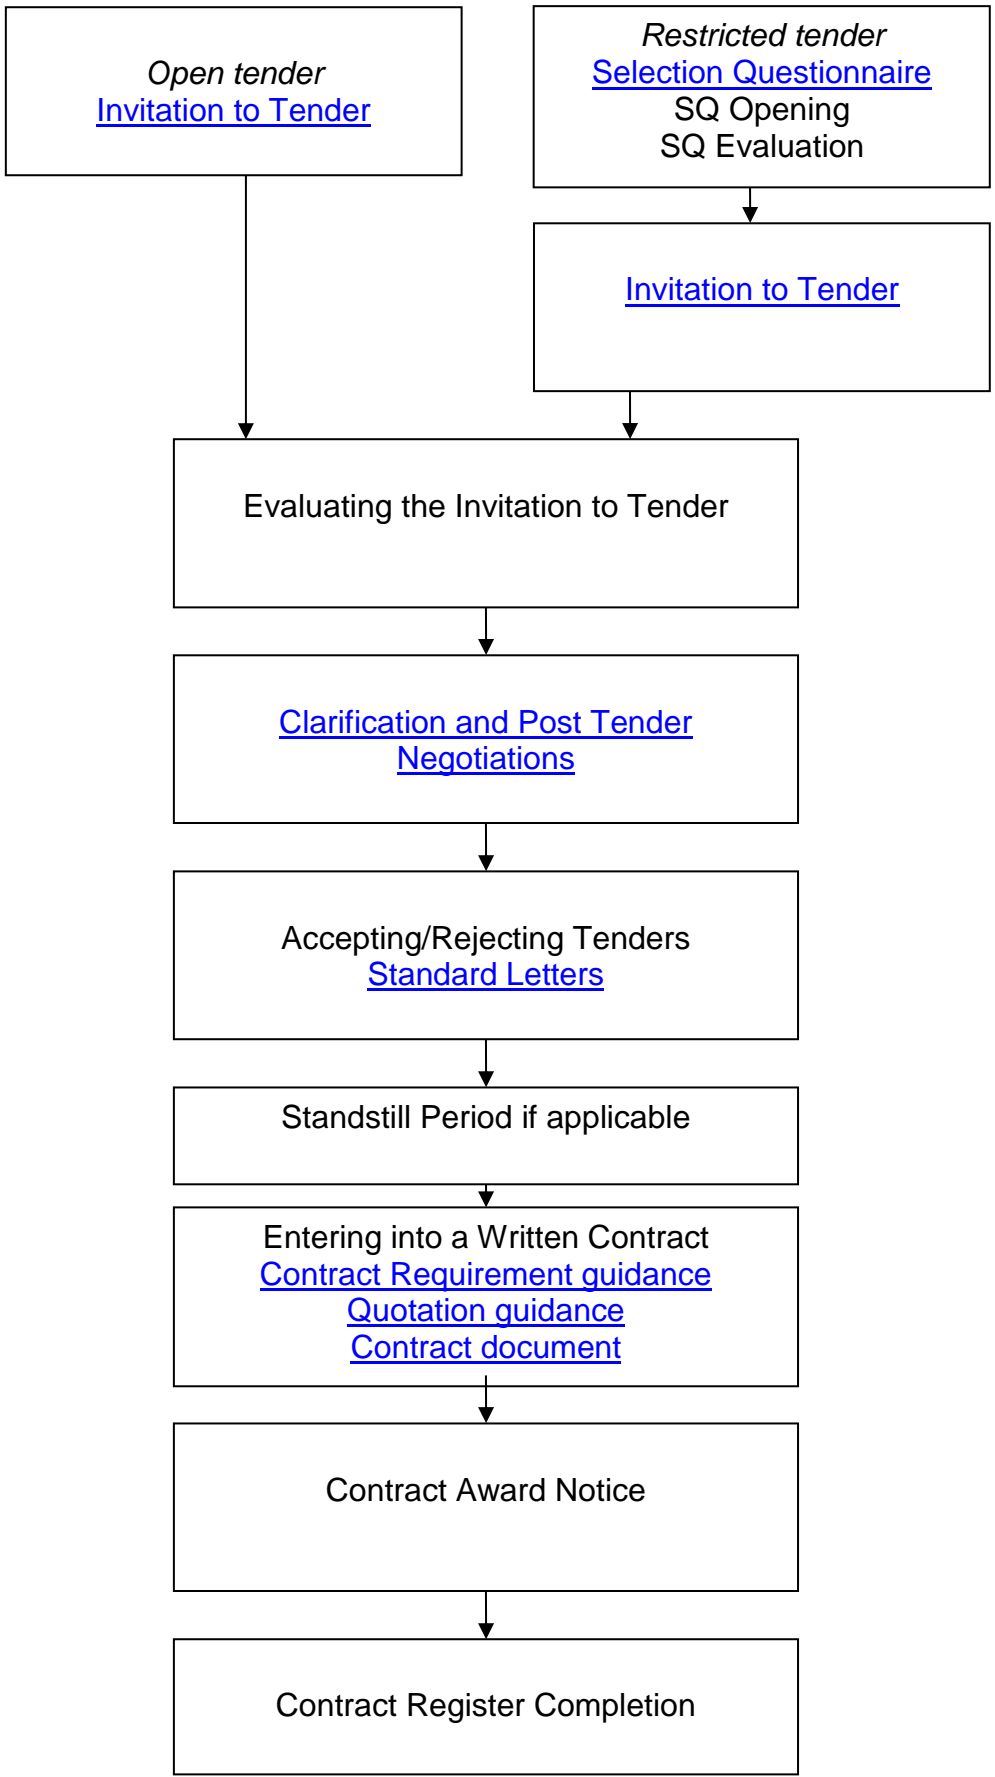 Open tender
Invitation to Tender
Restricted tender
Selection Questionnaire
SQ Opening
SQ Evaluation
Invitation to Tender
Evaluating the Invitation to Tender
Clarification and Post Tender
Negotiations
Accepting/Rejecting Tenders
Standard Letters
Standstill Period if applicable
Entering into a Written Contract
Contract Requirement guidance
Quotation guidance
Contract document
Contract Award Notice
Contract Register Completion